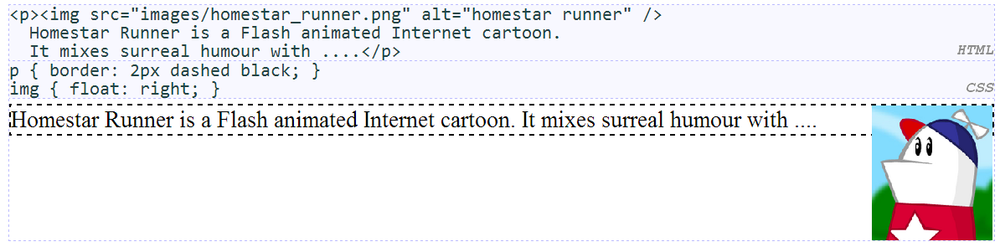 <p><img src="images/homestar_runner.png" alt="homestar runner" />
  Homestar Runner is a Flash animated Internet cartoon.
  It mixes surreal humour with ....</p>
HTML
p { border: 2px dashed black; }
img { float: right; }
CSS
Homestar Runner is a Flash animated Internet cartoon. It mixes surreal humour with ....